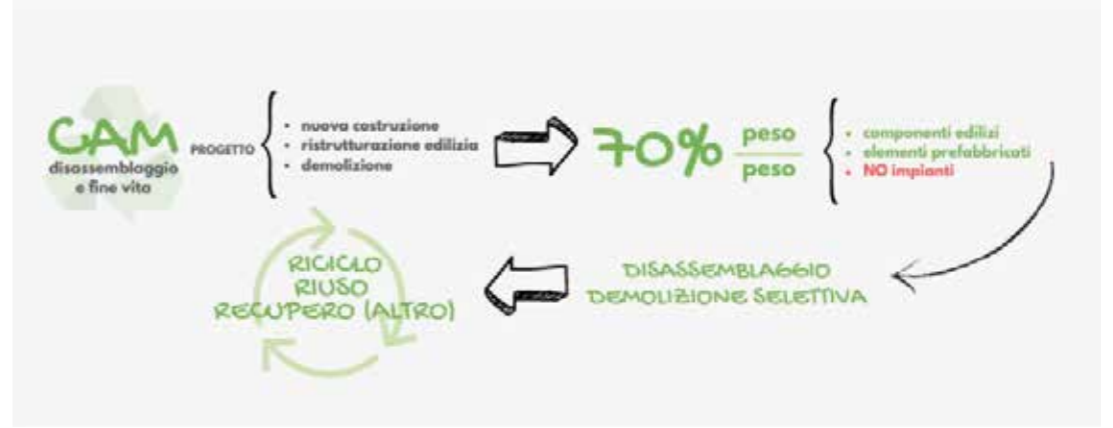 CAM
disassemblaggio
e fine vita
PROGETTO
• nuova costruzione
• ristrutturazione edilizia
• demolizione
70%
peso
peso
• componenti edilizi
• elementi prefabbricati
• NO impianti
DISASSEMBLAGGIO
DEMOLIZIONE SELETTIVA
RICICLO
RIUSO
RECUPERO (ALTRO)